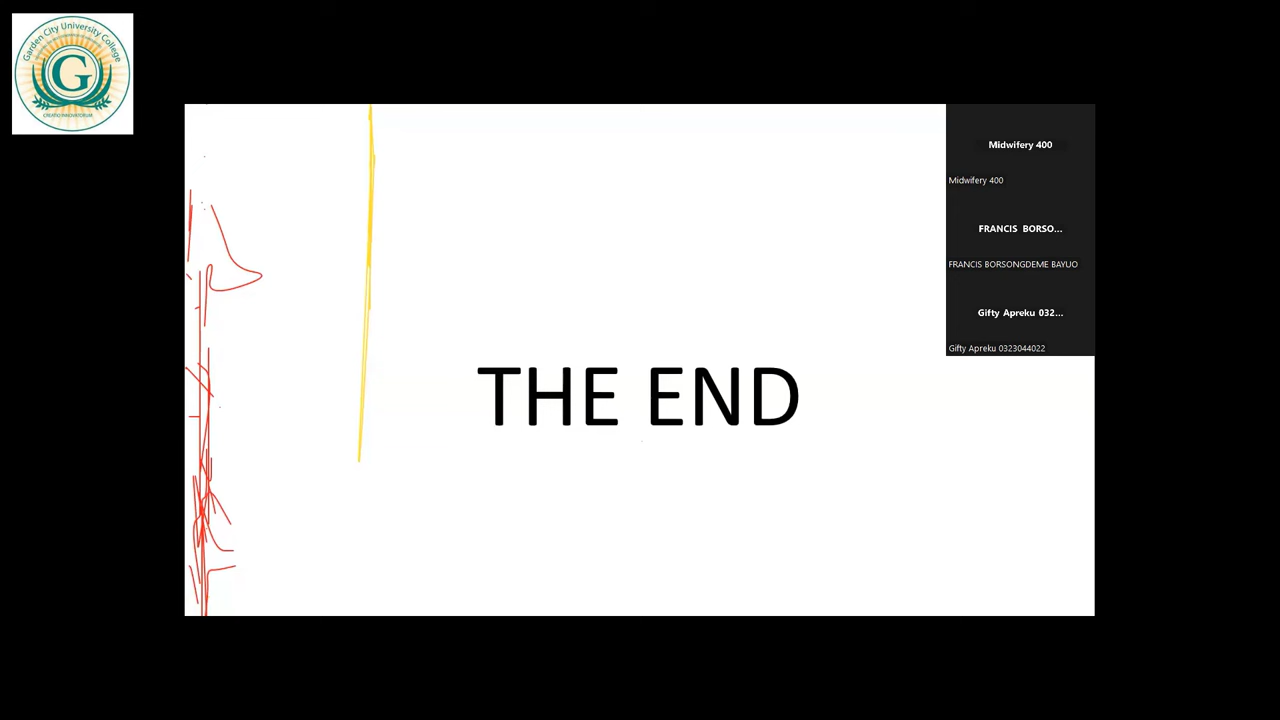 Garden City University College
G
CREATIO INNOVATORUM
Midwifery 400
Midwifery 400
FRANCIS BORSO...
FRANCIS BORSONGDEME BAYUO
Gifty Apreku 032...
Gifty Apreku 0323044022
THE END